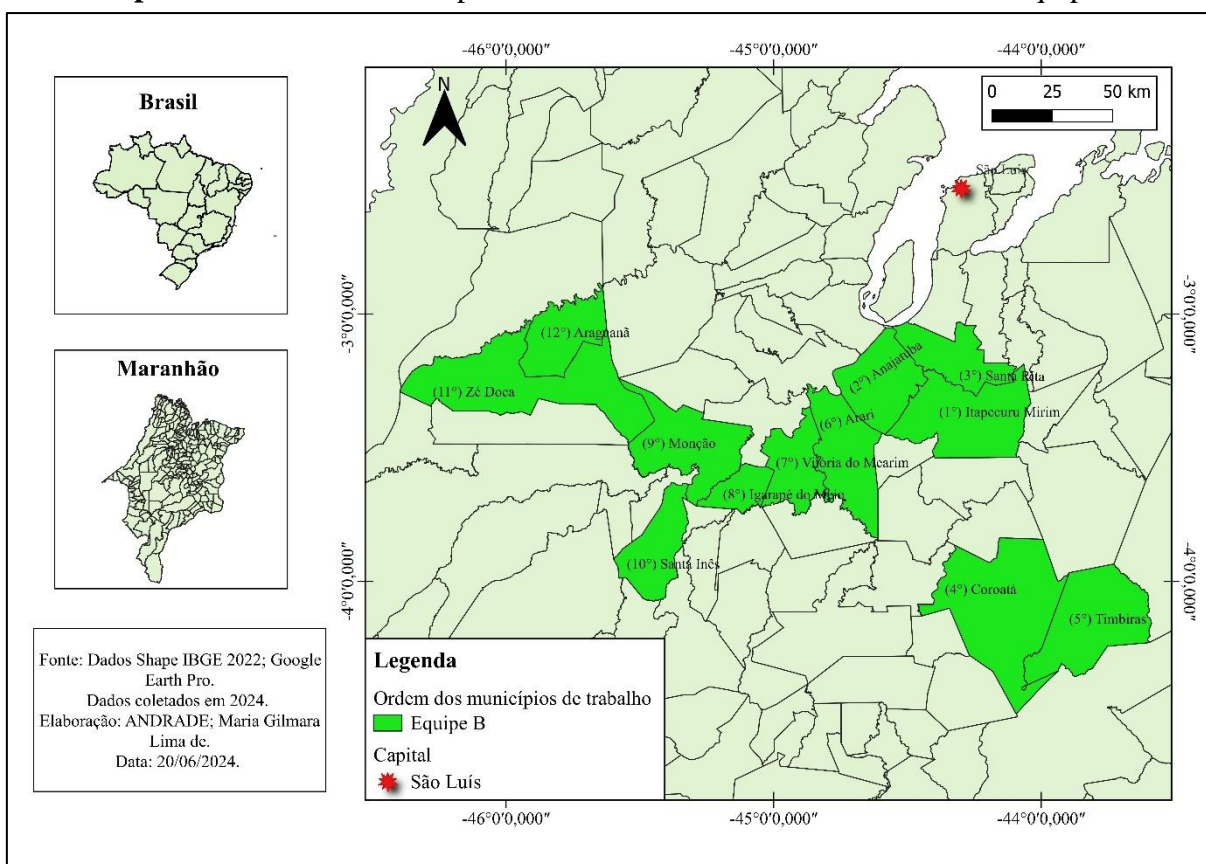 -46°0'0,000" -45°0'0,000" -44°0'0,000"
Brasil
N
0 25 50 km
São Luís
-3°0'0,000" -3°0'0,000"
Maranhão
(12°) Araguanã
(11°) Zé Doca
(2°) Anajatuba
(3°) Santa Rita
(1°) Itapecuru Mirim
(6°) Arari
(9°) Monção
(7°) Vitória do Mearim
(8°) Igarapé do Meio
(10°) Santa Inês
-4°0'0,000" -4°0'0,000"
(4°) Coroatá
(5°) Timbiras
Fonte: Dados Shape IBGE 2022; Google
Earth Pro.
Dados coletados em 2024.
Elaboração: ANDRADE; Maria Gilmara
Lima de.
Data: 20/06/2024.
Legenda
Ordem dos municípios de trabalho
Equipe B
Capital
São Luís
-46°0'0,000" -45°0'0,000" -44°0'0,000"